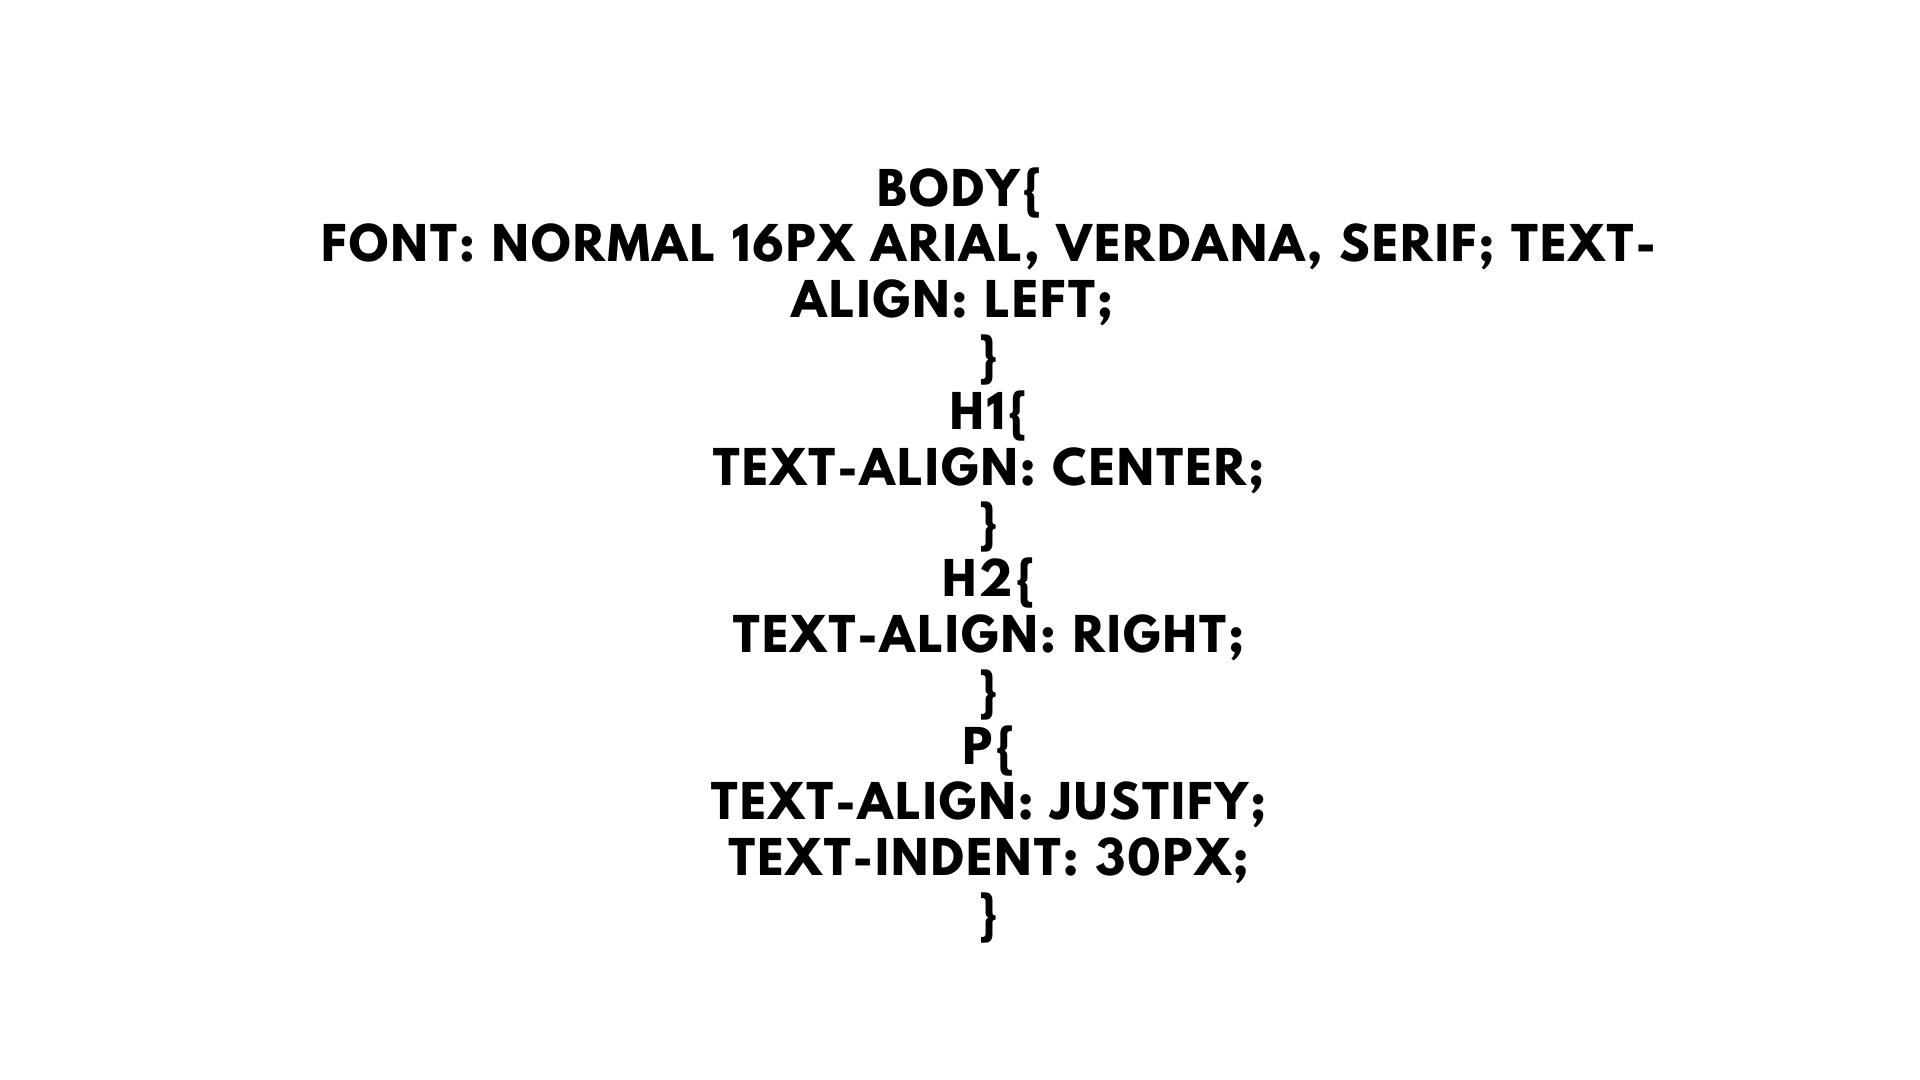 BODY{
FONT: NORMAL 16PX ARIAL, VERDANA, SERIF; TEXT-
ALIGN: LEFT;
}
H1{
TEXT-ALIGN: CENTER;
}
H2{
TEXT-ALIGN: RIGHT;
}
P{
TEXT-ALIGN: JUSTIFY;
TEXT-INDENT: 30PX;
}